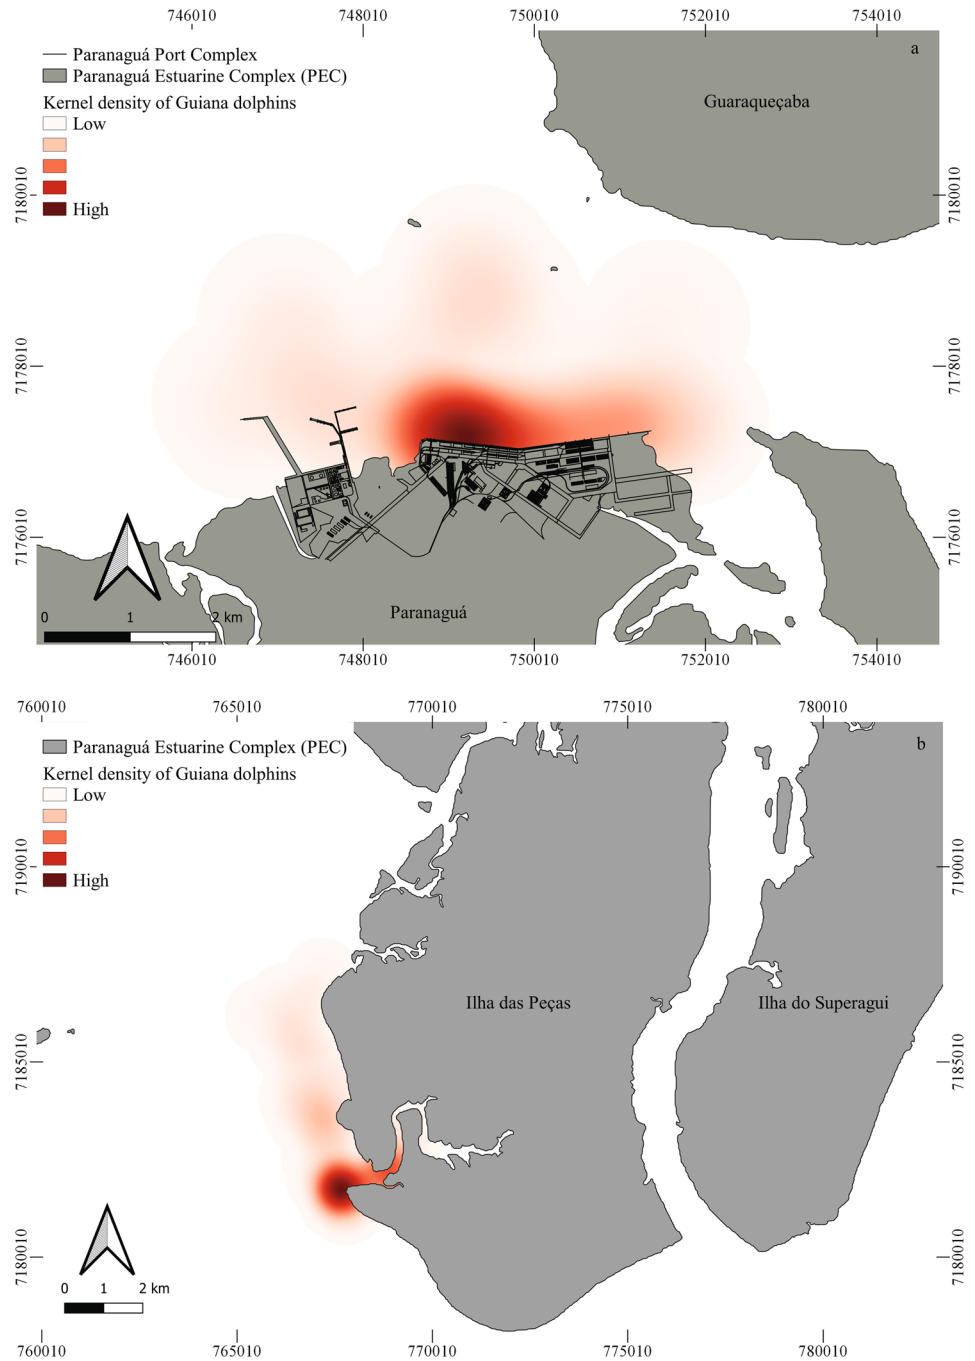 746010 748010 750010 752010 754010
a
Paranaguá Port Complex
Paranaguá Estuarine Complex (PEC)
Kernel density of Guiana dolphins
Low
High
Guaraqueçaba
7180010 7180010
7178010 7178010
7176010 7176010
Paranaguá
0 1 2 km
746010 748010 750010 752010 754010
760010 765010 770010 775010 780010
b
Paranaguá Estuarine Complex (PEC)
Kernel density of Guiana dolphins
Low
High
7190010 7190010
Ilha das Peças Ilha do Superagui
7185010 7185010
7180010 7180010
0 1 2 km
760010 765010 770010 775010 780010